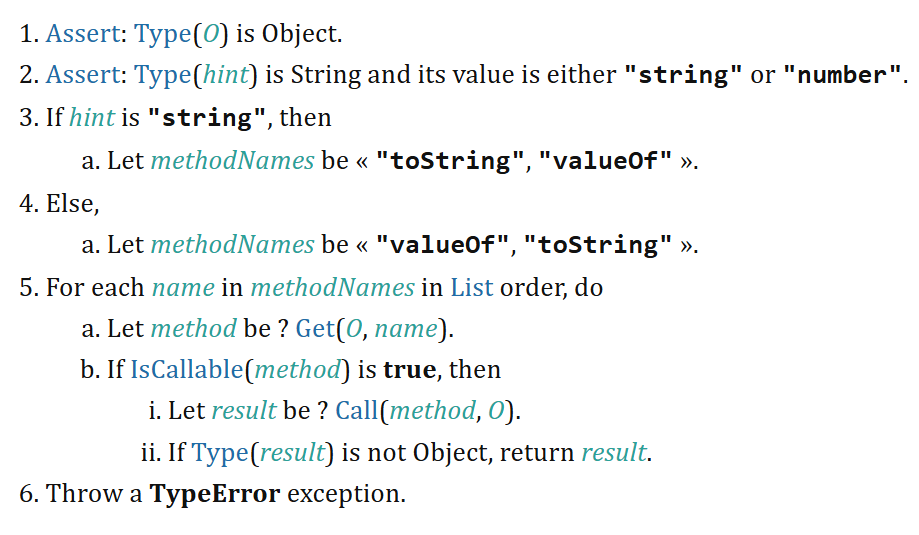 1. Assert: Type(O) is Object.
2. Assert: Type(hint) is String and its value is either "string" or "number".
3. If hint is "string", then
a. Let methodNames be « "toString", "valueOf" ».
4. Else,
a. Let methodNames be « "valueOf", "toString" ».
5. For each name in methodNames in List order, do
a. Let method be ? Get(O, name).
b. If IsCallable(method) is true, then
i. Let result be ? Call(method, O).
ii. If Type(result) is not Object, return result.
6. Throw a TypeError exception.